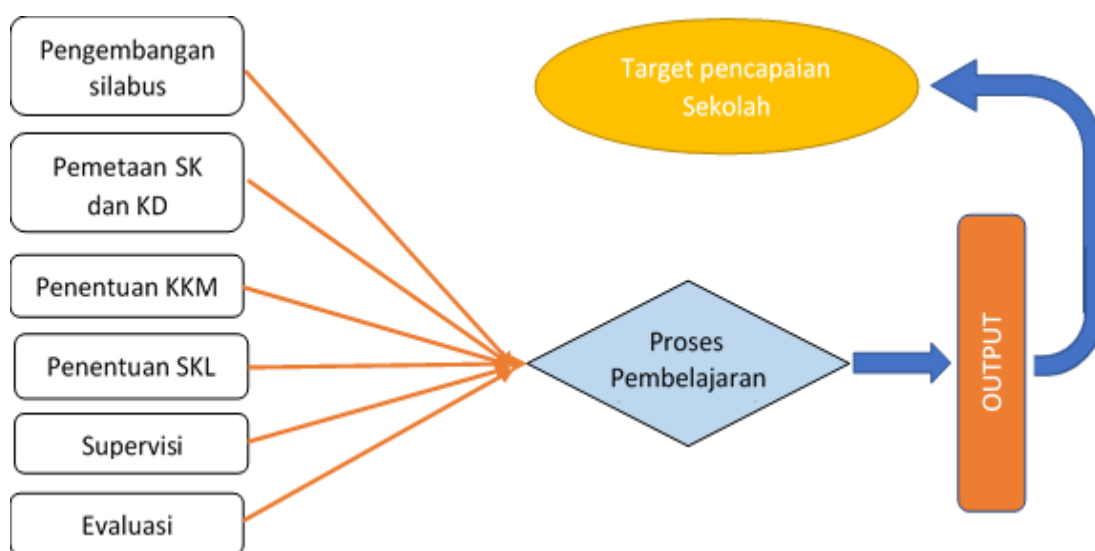 Pengembangan
silabus
Pemetaan SK
dan KD
Penentuan KKM
Penentuan SKL
Supervisi
Evaluasi
Target pencapaian
Sekolah
Proses
Pembelajaran
OUTPUT